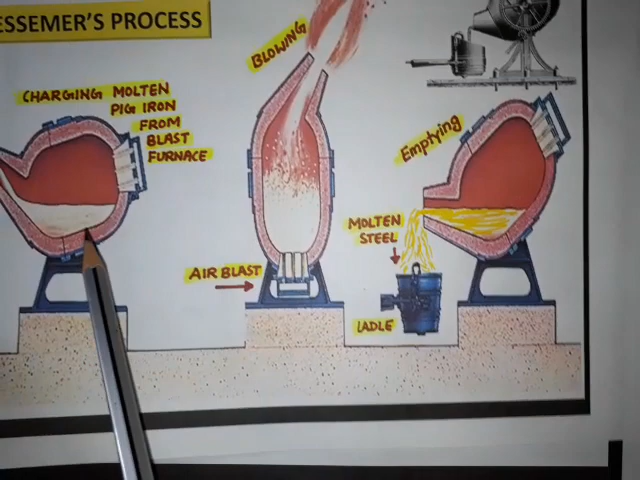 ESSEMER'S PROCESS
BLOWING
CHARGING MOLTEN
PIG IRON
FROM
BLAST
FURNACE
Emptying
MOLTEN
STEEL
AIR BLAST
LADLE